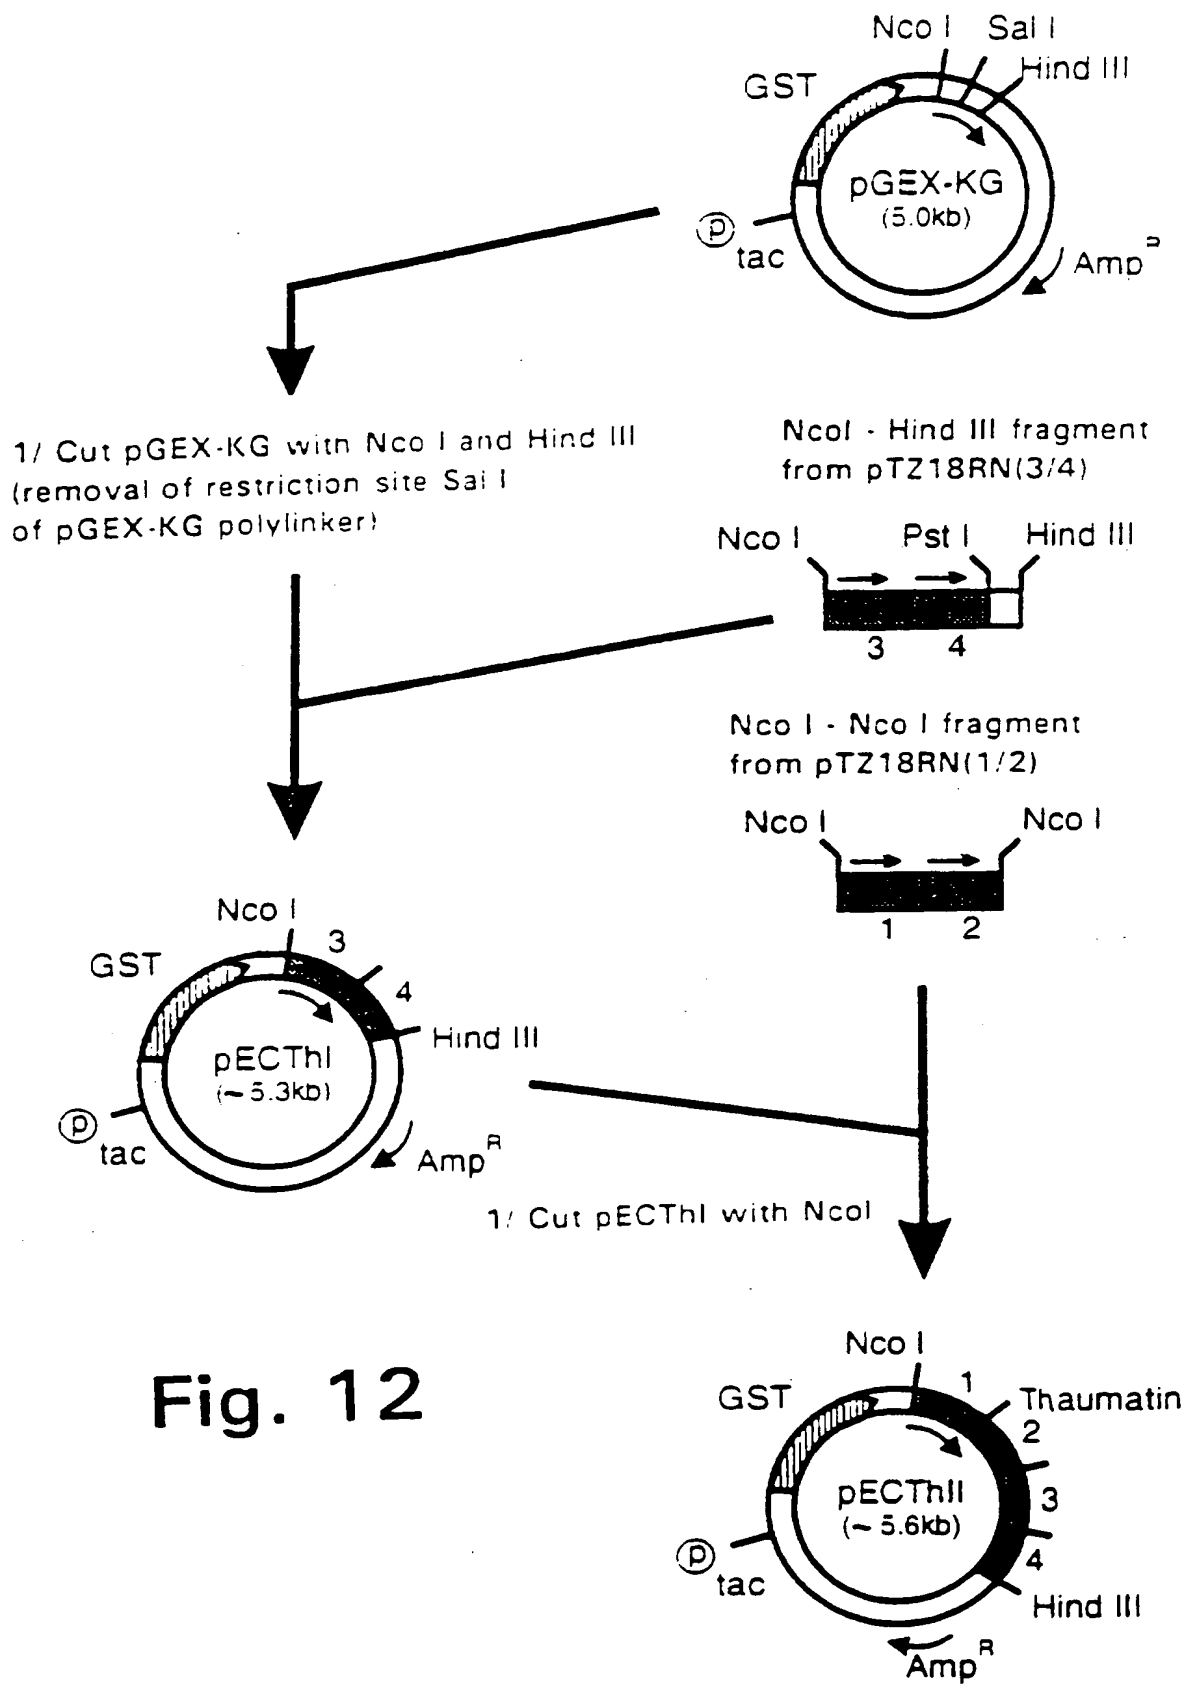 Nco I Sal I
Hind III
GST
pGEX-KG
(5.0kb)
P
tac
Amp R
1/ Cut pGEX-KG with Nco I and Hind III
(removal of restriction site Sal I
of pGEX-KG polylinker)
NcoI - Hind III fragment
from pTZ18RN(3/4)
Nco I Pst I Hind III
3 4
Nco I - Nco I fragment
from pTZ18RN(1/2)
Nco I Nco I
1 2
Nco I
3
GST
4
Hind III
pECThI
(~ 5.3kb)
P
tac
Amp R
1/ Cut pECThI with NcoI
Nco I
1
GST
Thaumatin
2
pECThII
(~ 5.6kb)
3
4
P
tac
Hind III
Amp R
Fig. 12